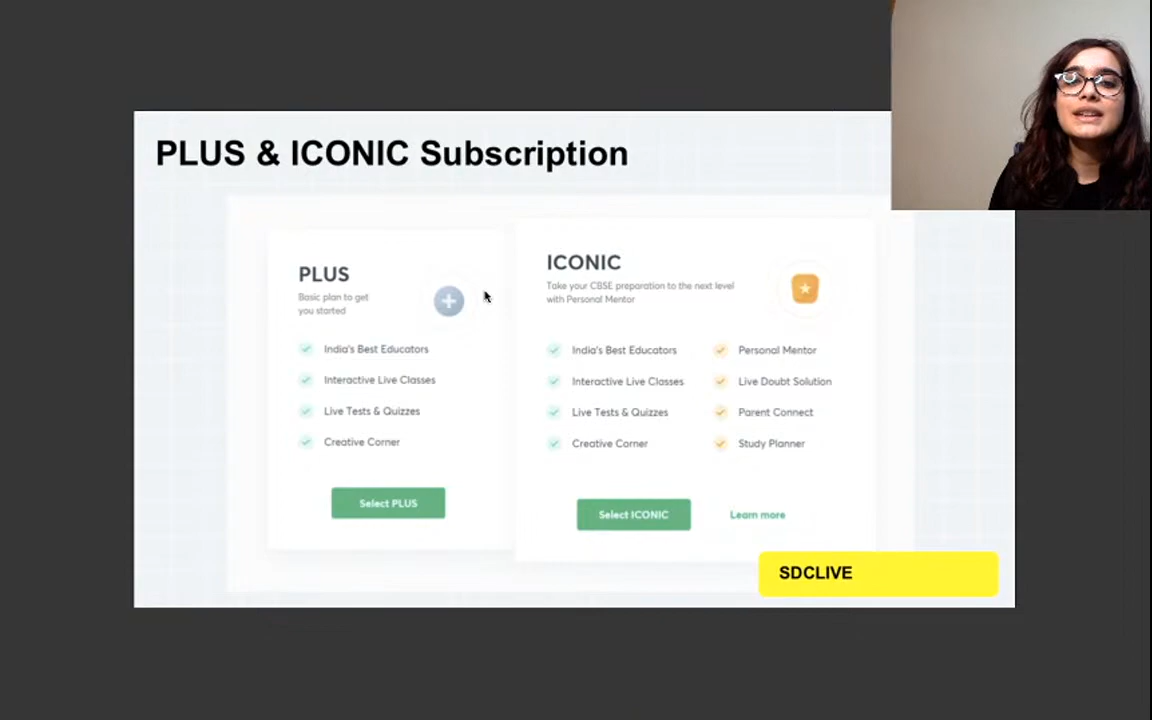 PLUS & ICONIC Subscription
PLUS
Basic plan to get
you started
India's Best Educators
Interactive Live Classes
Live Tests & Quizzes
Creative Corner
Select PLUS
ICONIC
Take your CBSE preparation to the next level
with Personal Mentor
India's Best Educators
Interactive Live Classes
Live Tests & Quizzes
Creative Corner
Personal Mentor
Live Doubt Solution
Parent Connect
Study Planner
Select ICONIC
Learn more
SDCLIVE